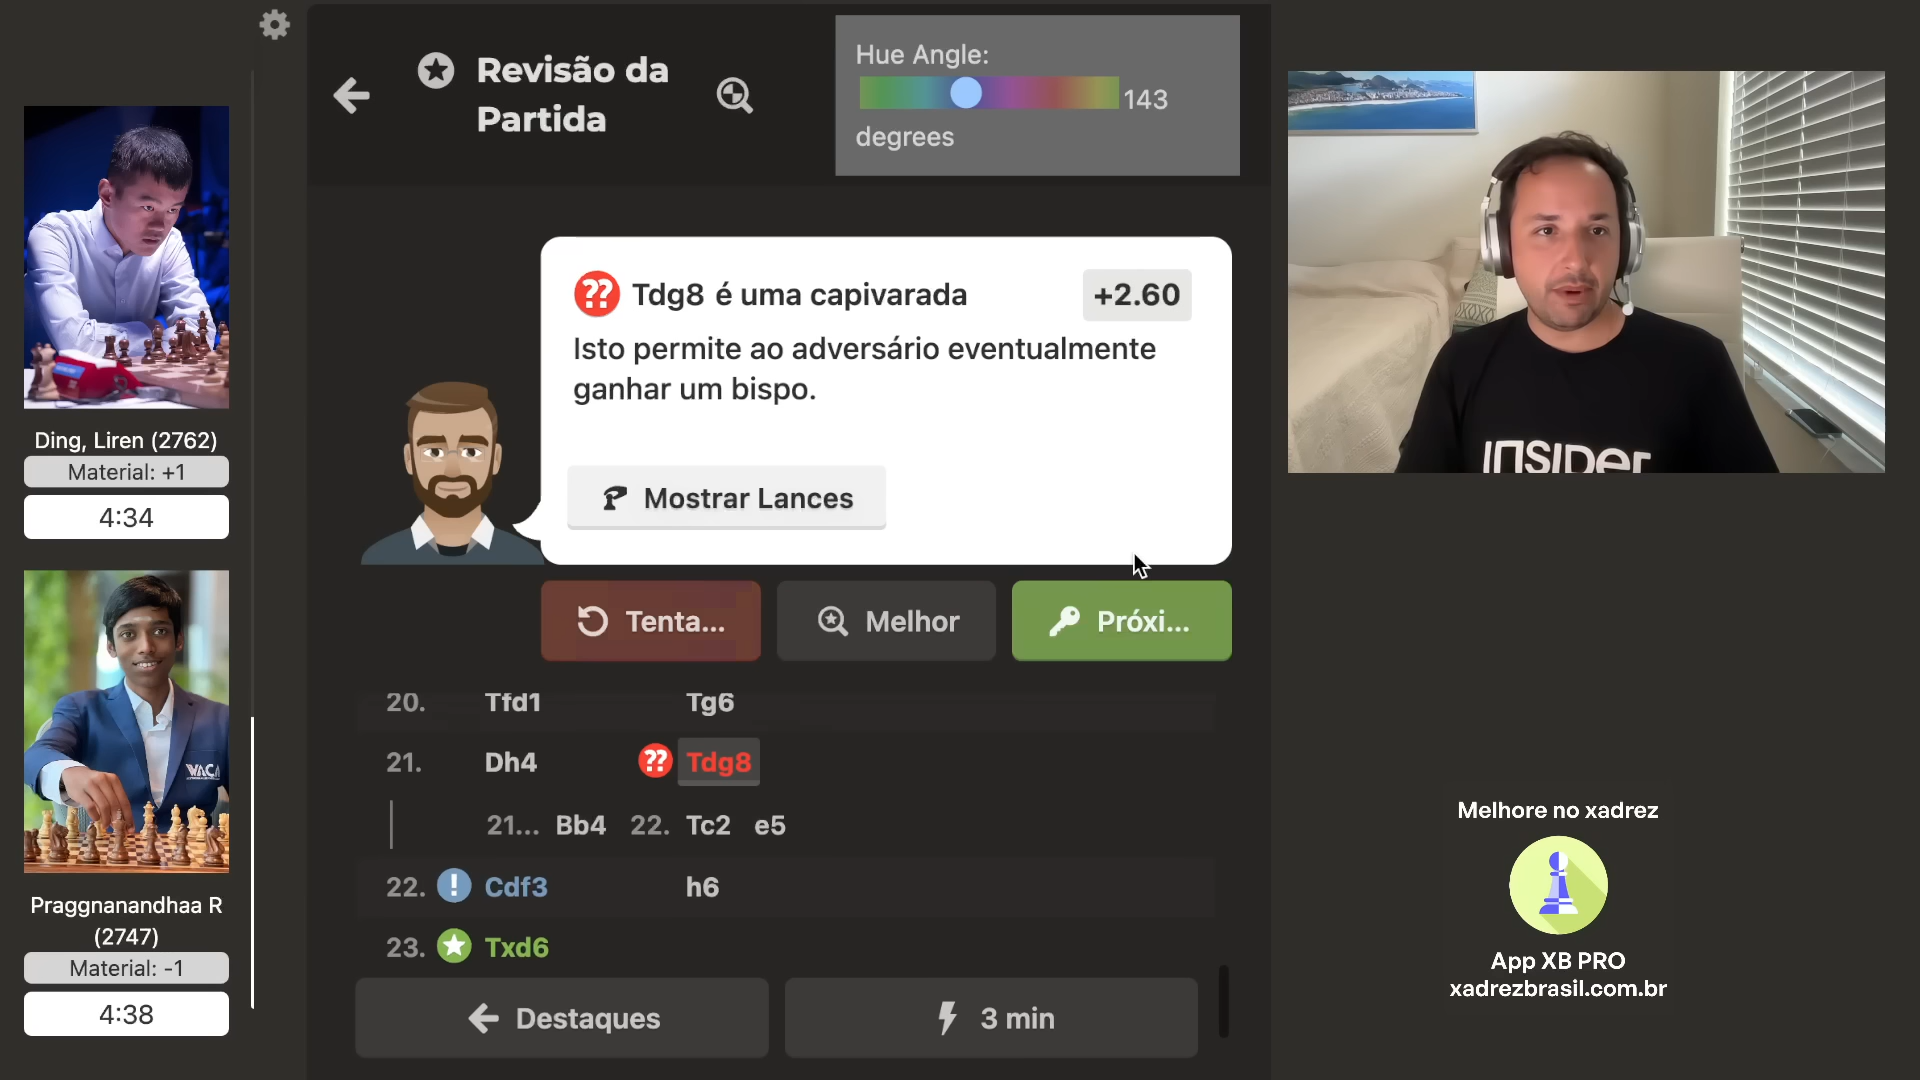 Revisão da
Partida
Hue Angle:
143
degrees
Ding, Liren (2762)
Material: +1
4:34
Praggnanandhaa R
(2747)
Material: -1
4:38
WACA
?? Tdg8 é uma capivarada
+2.60
Isto permite ao adversário eventualmente
ganhar um bispo.
Mostrar Lances
Tenta...
Melhor
Próxi...
20. Tfd1 Tg6
21. Dh4 ?? Tdg8
21... Bb4 22. Tc2 e5
22. ! Cdf3 h6
23. Txd6
Destaques
3 min
INSIDER
Melhore no xadrez
App XB PRO
xadrezbrasil.com.br